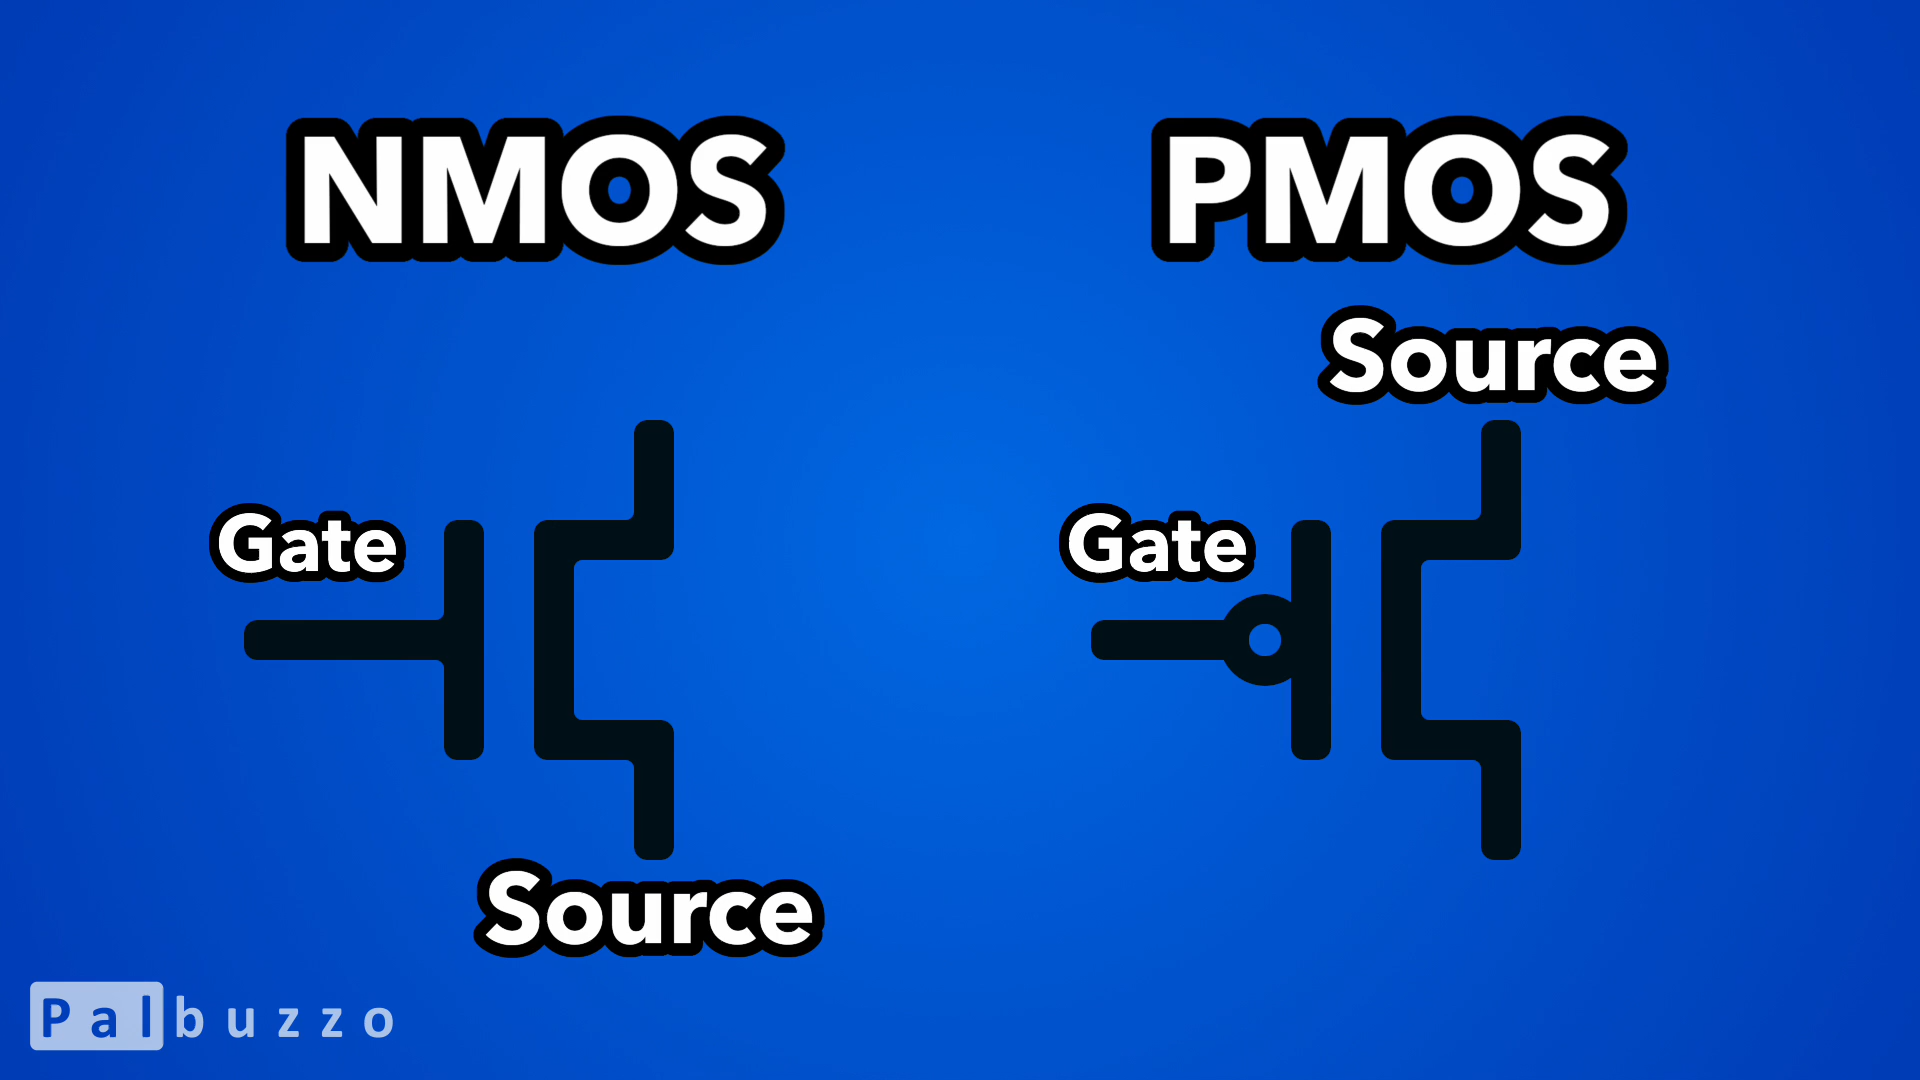 NMOS
PMOS
Source
Gate
Gate
Source
Palbuzzo